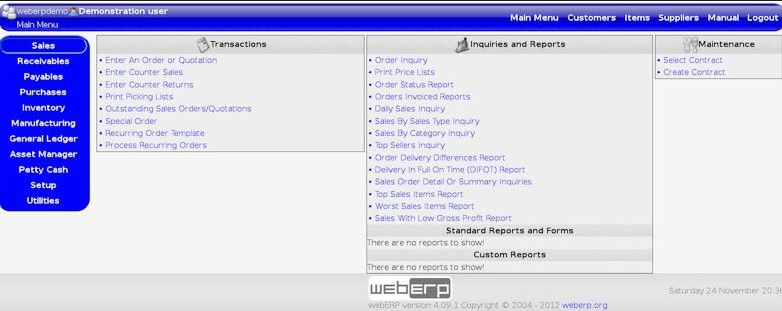 weberpdemo Demonstration user
Main Menu
Main Menu Customers Items Suppliers Manual Logout
Sales
Receivables
Payables
Purchases
Inventory
Manufacturing
General Ledger
Asset Manager
Petty Cash
Setup
Utilities
Transactions
• Enter An Order or Quotation
• Enter Counter Sales
• Enter Counter Returns
• Print Picking Lists
• Outstanding Sales Orders/Quotations
• Special Order
• Recurring Order Template
• Process Recurring Orders
Inquiries and Reports
• Order Inquiry
• Print Price Lists
• Order Status Report
• Orders Invoiced Reports
• Daily Sales Inquiry
• Sales By Sales Type Inquiry
• Sales By Category Inquiry
• Top Sellers Inquiry
• Order Delivery Differences Report
• Delivery In Full On Time (DIFOT) Report
• Sales Order Detail Or Summary Inquiries
• Top Sales Items Report
• Worst Sales Items Report
• Sales With Low Gross Profit Report
Standard Reports and Forms
There are no reports to show!
Custom Reports
There are no reports to show!
Maintenance
• Select Contract
• Create Contract
weberp
webERP version 4.09.1 Copyright © 2004 - 2012 weberp.org
Saturday 24 November 20:36